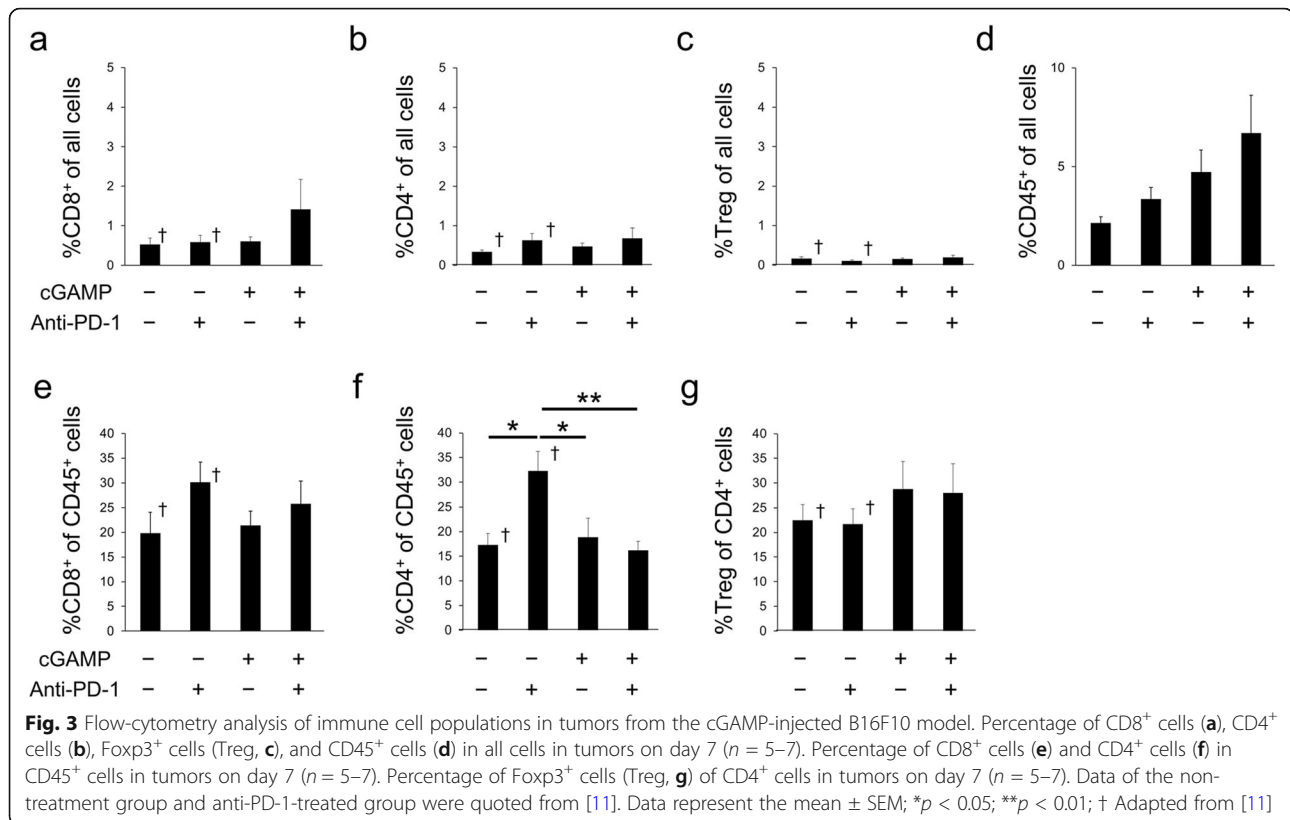 a
b
c
d
%CD8⁺ of all cells
5
4
3
2
1
0
†
†
%CD4⁺ of all cells
5
4
3
2
1
0
†
†
%Treg of all cells
5
4
3
2
1
0
†
†
%CD45⁺ of all cells
10
5
0
cGAMP − − + + − − + + − − + + − − + +
Anti-PD-1 − + − + − + − + − + − + − + − +
e
f
g
%CD8⁺ of CD45⁺ cells
40
35
30
25
20
15
10
5
0
†
†
%CD4⁺ of CD45⁺ cells
40
35
30
25
20
15
10
5
0
**
* *
†
†
%Treg of CD4⁺ cells
40
35
30
25
20
15
10
5
0
†
†
cGAMP − − + + − − + + − − + +
Anti-PD-1 − + − + − + − + − + − +
Fig. 3 Flow-cytometry analysis of immune cell populations in tumors from the cGAMP-injected B16F10 model. Percentage of CD8⁺ cells (a), CD4⁺
cells (b), Foxp3⁺ cells (Treg, c), and CD45⁺ cells (d) in all cells in tumors on day 7 (n = 5–7). Percentage of CD8⁺ cells (e) and CD4⁺ cells (f) in
CD45⁺ cells in tumors on day 7 (n = 5–7). Percentage of Foxp3⁺ cells (Treg, g) of CD4⁺ cells in tumors on day 7 (n = 5–7). Data of the non-
treatment group and anti-PD-1-treated group were quoted from [11]. Data represent the mean ± SEM; *p < 0.05; **p < 0.01; † Adapted from [11]